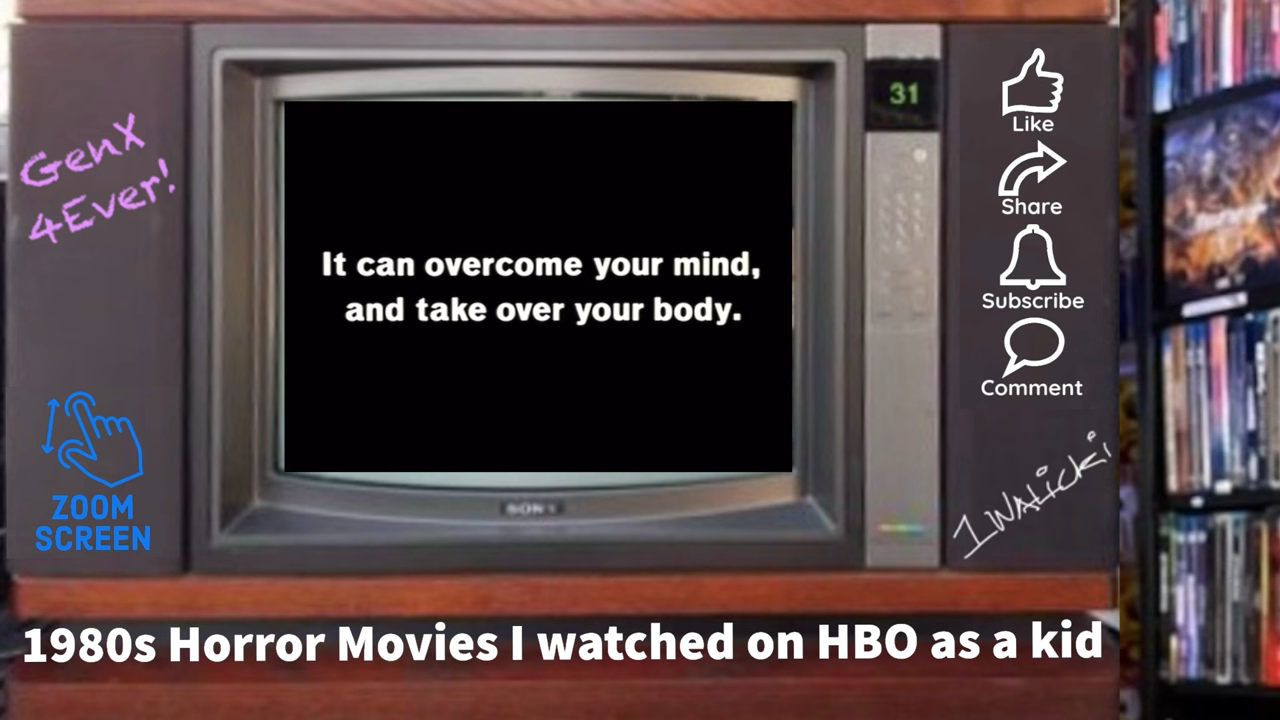 GenX
4Ever!
It can overcome your mind,
and take over your body.
31
Like
Share
Subscribe
Comment
1WALicki
ZOOM
SCREEN
SONY
1980s Horror Movies I watched on HBO as a kid